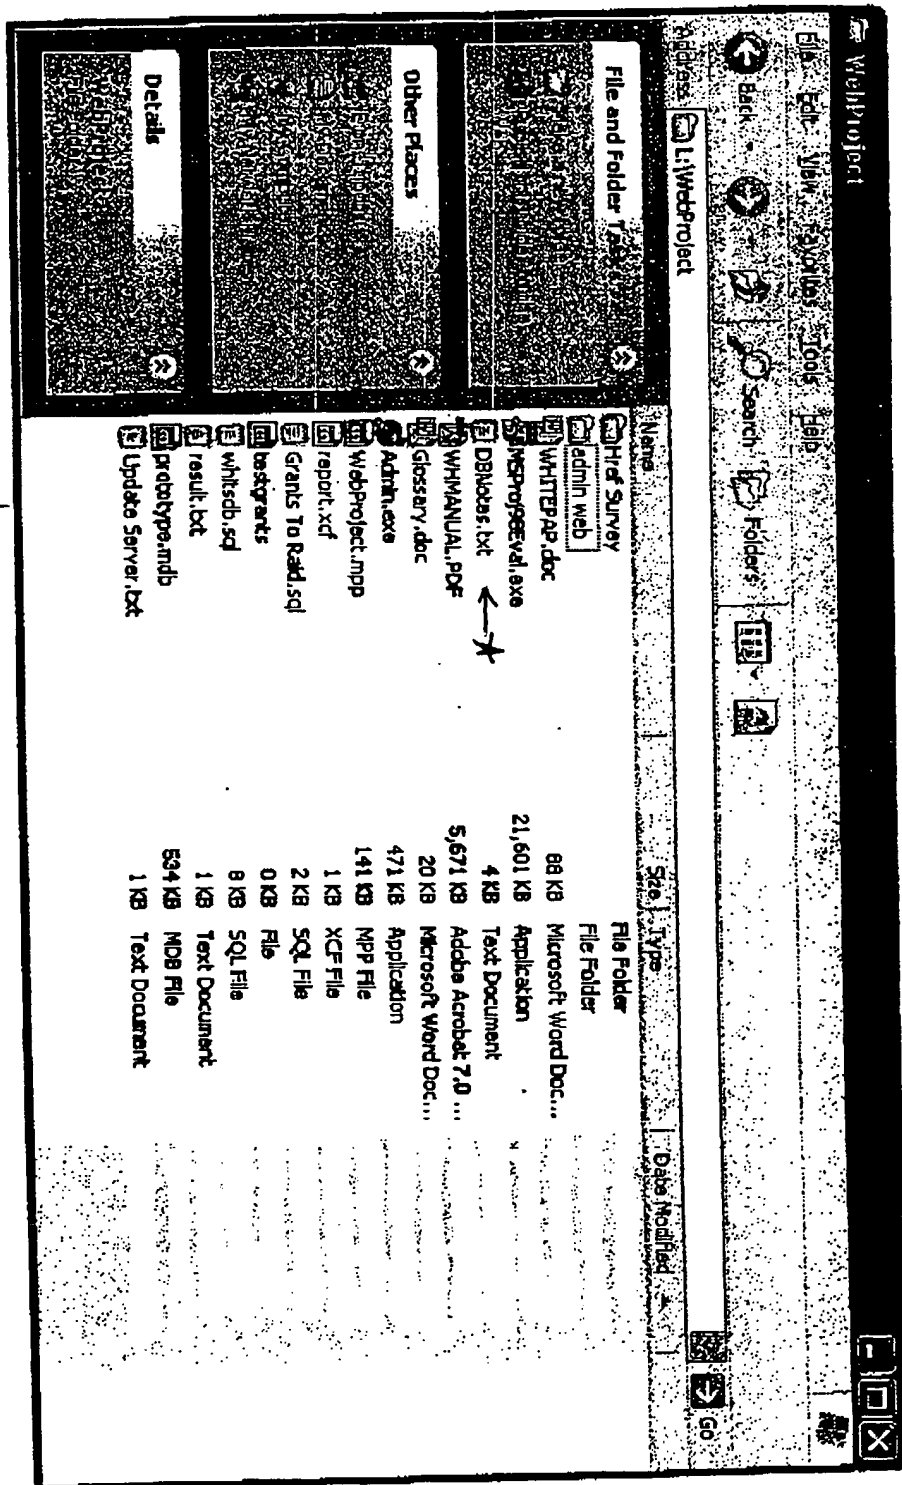 WebProject
File Edit View Favorites Tools Help
Back Search Folders
Address L:\WebProject Go
File and Folder Tasks
Other Places
Details
WebProject
Name Size Type Date Modified
Href Survey File Folder
admin web File Folder
WHITEPAP.doc 88 KB Microsoft Word Doc...
MSProj98Eval.exe 21,601 KB Application
DBNotes.txt 4 KB Text Document
WHMANUAL.PDF 5,671 KB Adobe Acrobat 7.0 ...
Glossary.doc 20 KB Microsoft Word Doc...
Admin.exe 471 KB Application
WebProject.mpp 141 KB MPP File
report.xcf 1 KB XCF File
Grants To Raid.sql 2 KB SQL File
testgrants 0 KB File
whitsdb.sql 8 KB SQL File
result.txt 1 KB Text Document
prototype.mdb 534 KB MDB File
Update Server.txt 1 KB Text Document